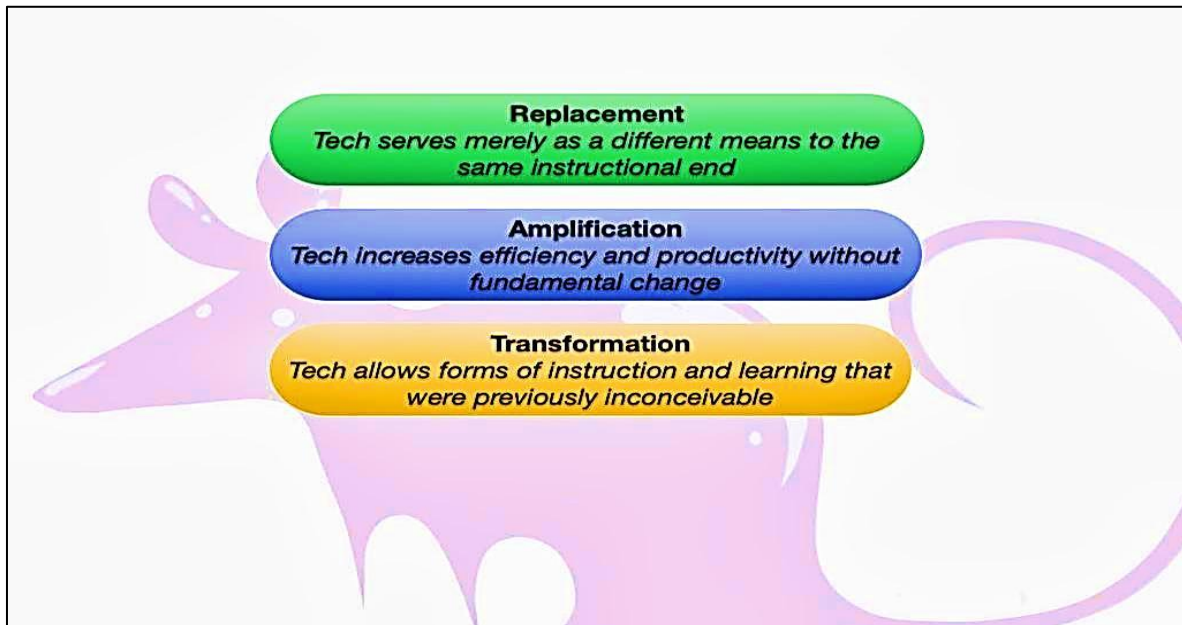 Replacement
Tech serves merely as a different means to the
same instructional end
Amplification
Tech increases efficiency and productivity without
fundamental change
Transformation
Tech allows forms of instruction and learning that
were previously inconceivable